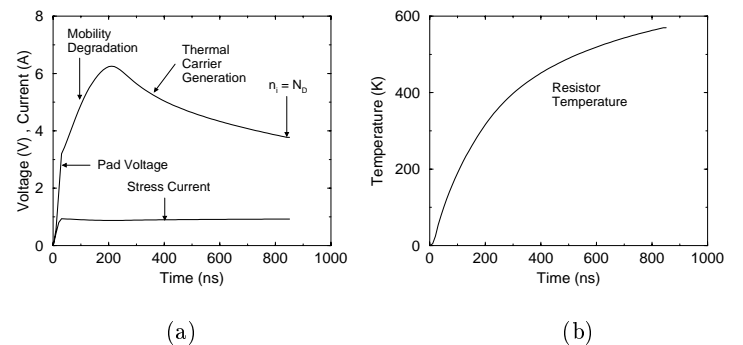 8
6
4
2
0
Voltage (V) , Current (A)
Mobility
Degradation
Thermal
Carrier
Generation
n_i = N_D
Pad Voltage
Stress Current
0 200 400 600 800 1000
Time (ns)
(a)
600
400
200
0
Temperature (K)
Resistor
Temperature
0 200 400 600 800 1000
Time (ns)
(b)